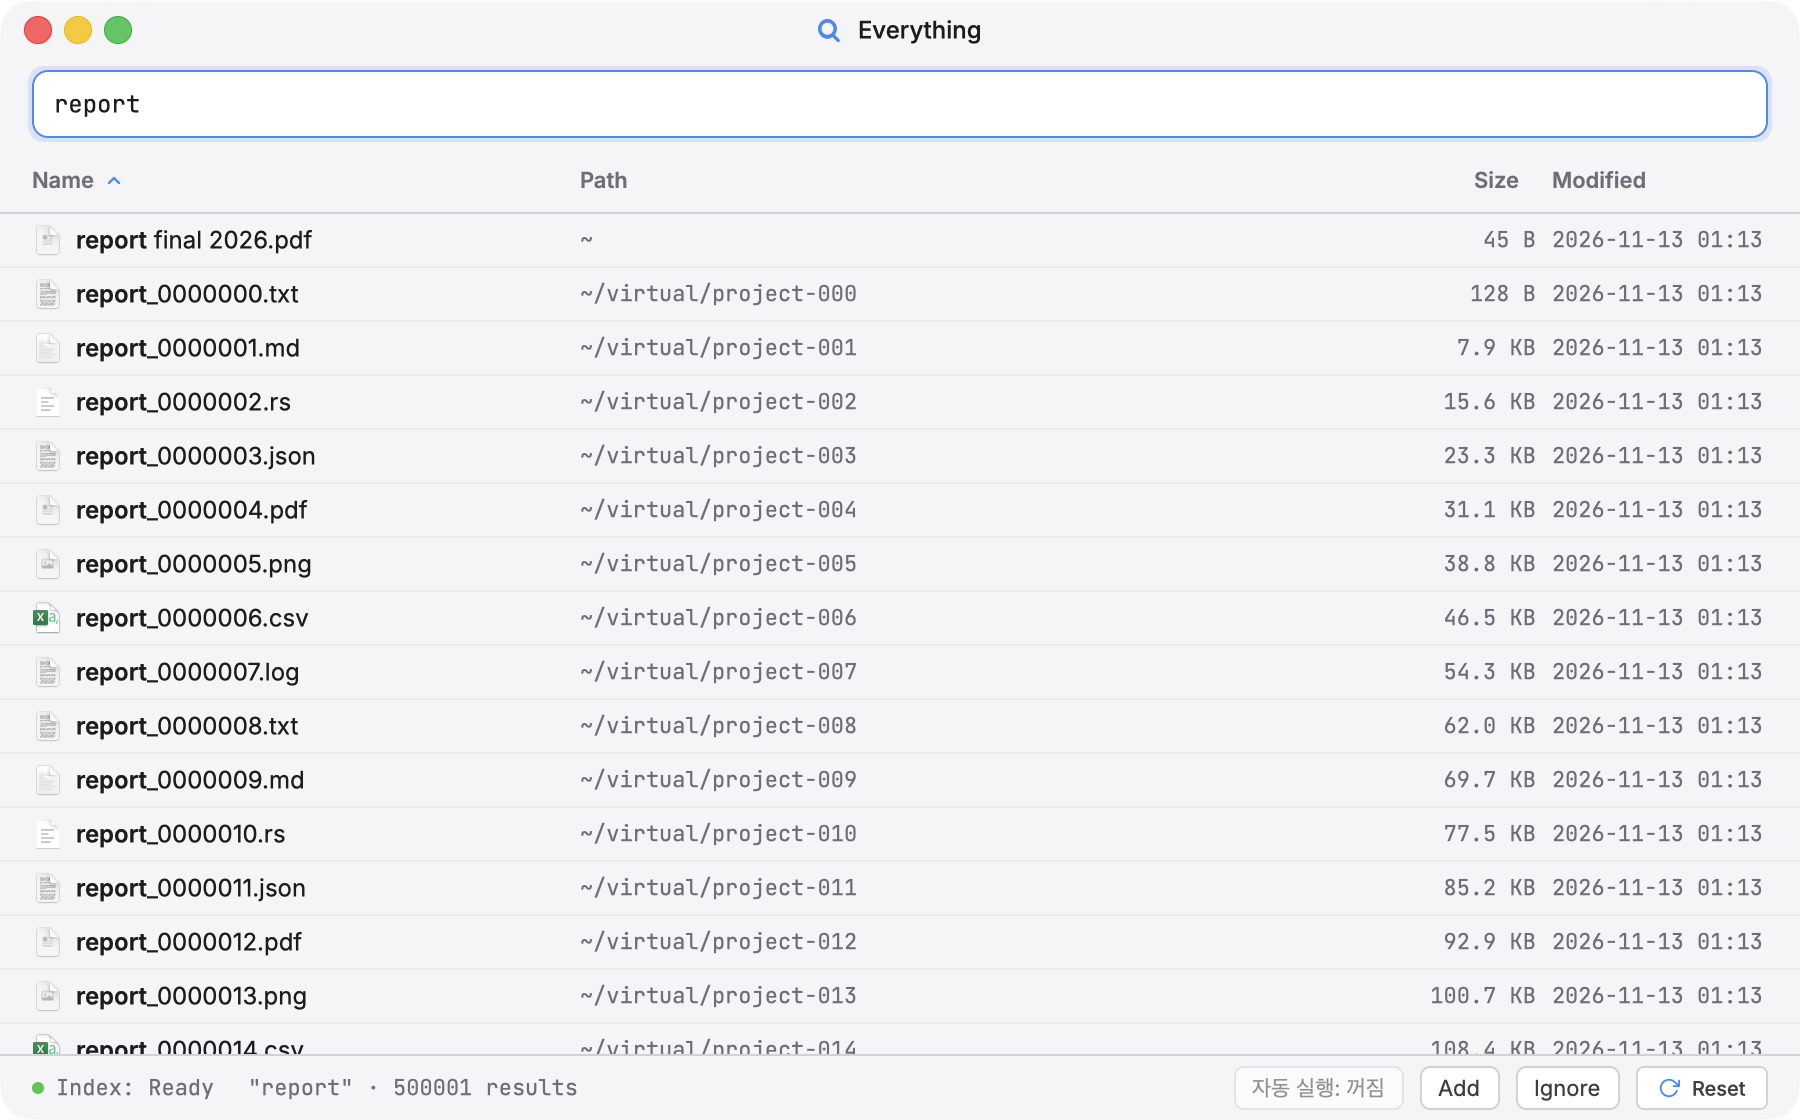 Everything
report
Name Path Size Modified
report final 2026.pdf ~ 45 B 2026-11-13 01:13
report_0000000.txt ~/virtual/project-000 128 B 2026-11-13 01:13
report_0000001.md ~/virtual/project-001 7.9 KB 2026-11-13 01:13
report_0000002.rs ~/virtual/project-002 15.6 KB 2026-11-13 01:13
report_0000003.json ~/virtual/project-003 23.3 KB 2026-11-13 01:13
report_0000004.pdf ~/virtual/project-004 31.1 KB 2026-11-13 01:13
report_0000005.png ~/virtual/project-005 38.8 KB 2026-11-13 01:13
report_0000006.csv ~/virtual/project-006 46.5 KB 2026-11-13 01:13
report_0000007.log ~/virtual/project-007 54.3 KB 2026-11-13 01:13
report_0000008.txt ~/virtual/project-008 62.0 KB 2026-11-13 01:13
report_0000009.md ~/virtual/project-009 69.7 KB 2026-11-13 01:13
report_0000010.rs ~/virtual/project-010 77.5 KB 2026-11-13 01:13
report_0000011.json ~/virtual/project-011 85.2 KB 2026-11-13 01:13
report_0000012.pdf ~/virtual/project-012 92.9 KB 2026-11-13 01:13
report_0000013.png ~/virtual/project-013 100.7 KB 2026-11-13 01:13
report_0000014.csv ~/virtual/project-014 108.4 KB 2026-11-13 01:13
Index: Ready "report" · 500001 results 자동 실행: 꺼짐 Add Ignore Reset